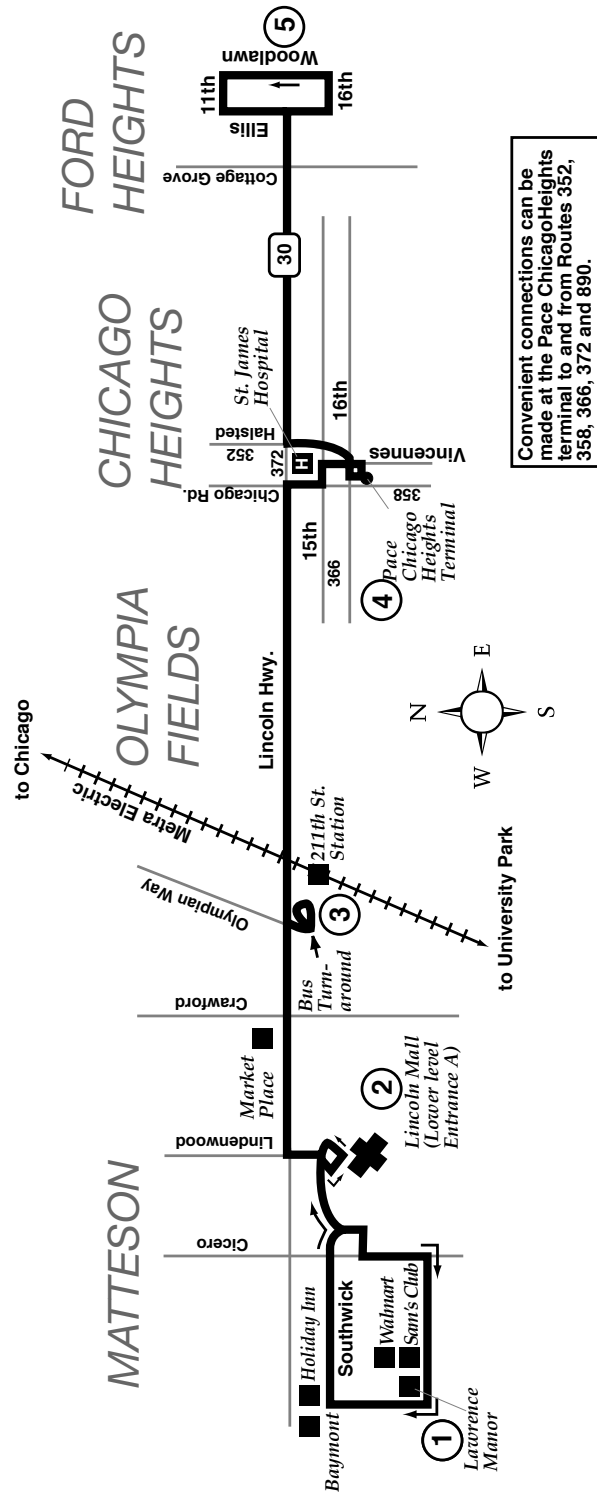 MATTESON
OLYMPIA
FIELDS
CHICAGO
HEIGHTS
FORD
HEIGHTS
to Chicago
Metra Electric
Olympian Way
Crawford
Market
Place
Lindenwood
Cicero
Holiday Inn
Baymont
Southwick
Walmart
Sam's Club
Lawrence
Manor
1
Lincoln Mall
(Lower level
Entrance A)
2
Bus
Turn-
around
3
211th St.
Station
to University Park
Lincoln Hwy.
Chicago Rd.
372
352
Halsted
St. James
Hospital
H
15th
366
16th
358
Vincennes
4
Pace
Chicago
Heights
Terminal
30
Cottage Grove
Ellis
11th
16th
Woodlawn
5
N
W
E
S
Convenient connections can be
made at the Pace ChicagoHeights
terminal to and from Routes 352,
358, 366, 372 and 890.